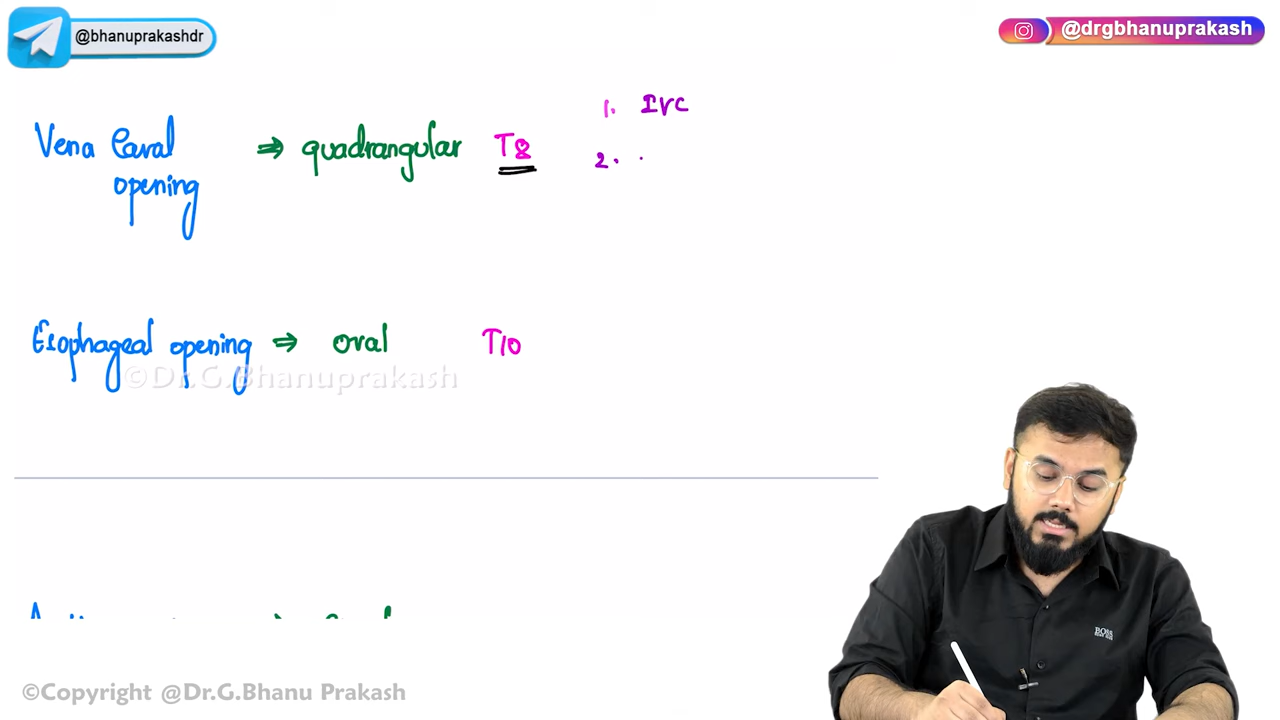 @bhanuprakashdr
@drgbhanuprakash
1. IVC
Vena Caval ⇒ quadrangular T8
2.
opening
Esophageal opening ⇒ oval T10
©Dr.G.Bhanuprakash
BOSS
©Copyright @Dr.G.Bhanu Prakash